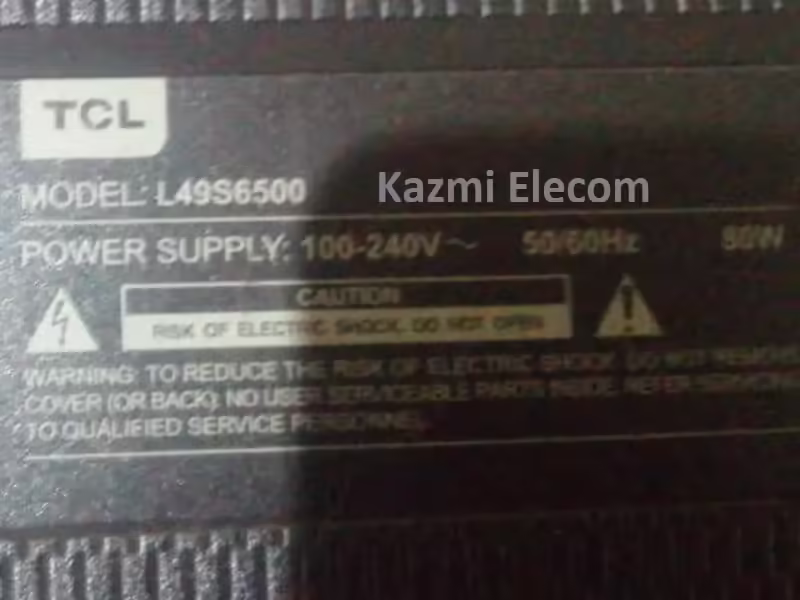 TCL
MODEL: L49S6500
Kazmi Elecom
POWER SUPPLY: 100-240V~ 50/60Hz
CAUTION
RISK OF ELECTRIC SHOCK, DO NOT OPEN
WARNING: TO REDUCE THE RISK OF ELECTRIC SHOCK, DO NOT REMOVE
COVER (OR BACK). NO USER SERVICEABLE PARTS INSIDE. REFER SERVICING
TO QUALIFIED SERVICE PERSONNEL.